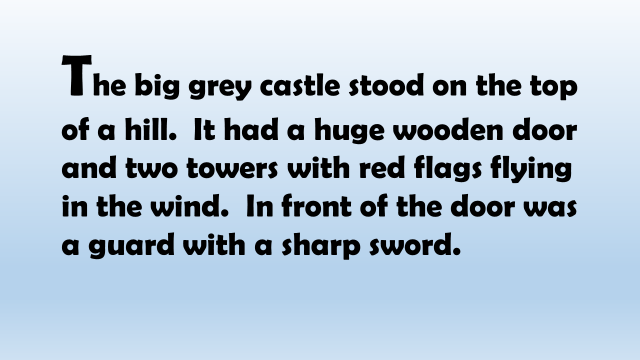 The big grey castle stood on the top
of a hill.  It had a huge wooden door
and two towers with red flags flying
in the wind.  In front of the door was
a guard with a sharp sword.